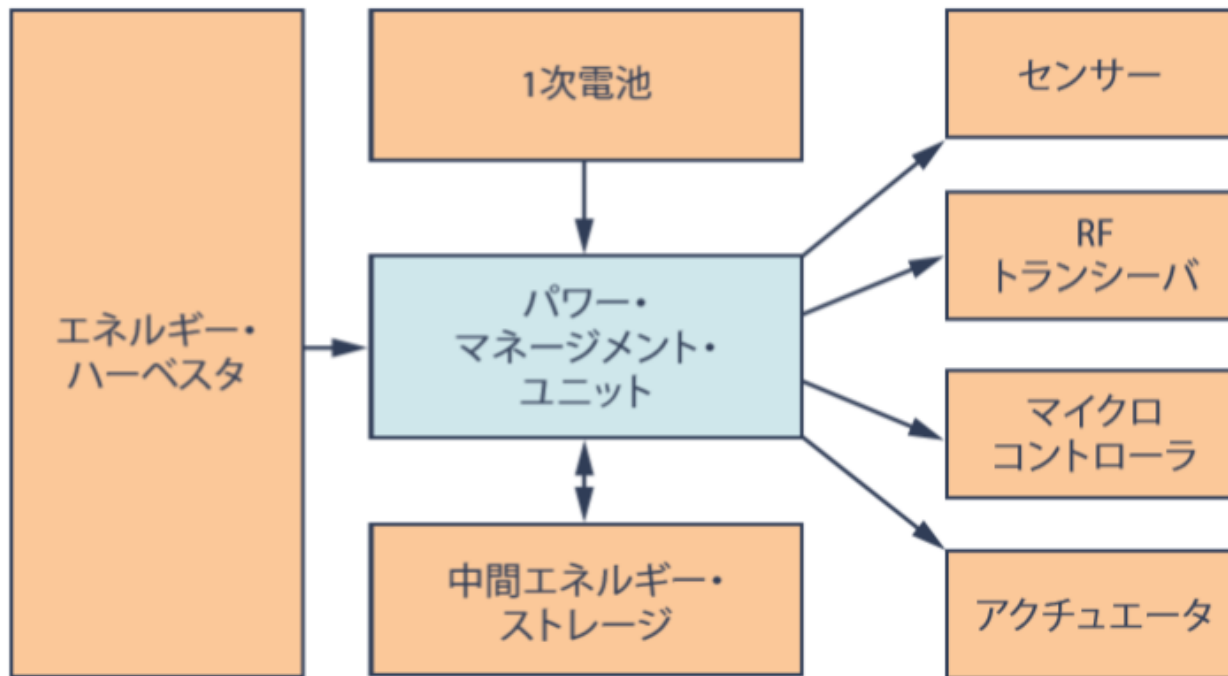 エネルギー・
ハーベスタ
1次電池
パワー・
マネージメント・
ユニット
中間エネルギー・
ストレージ
センサー
RF
トランシーバ
マイクロ
コントローラ
アクチュエータ